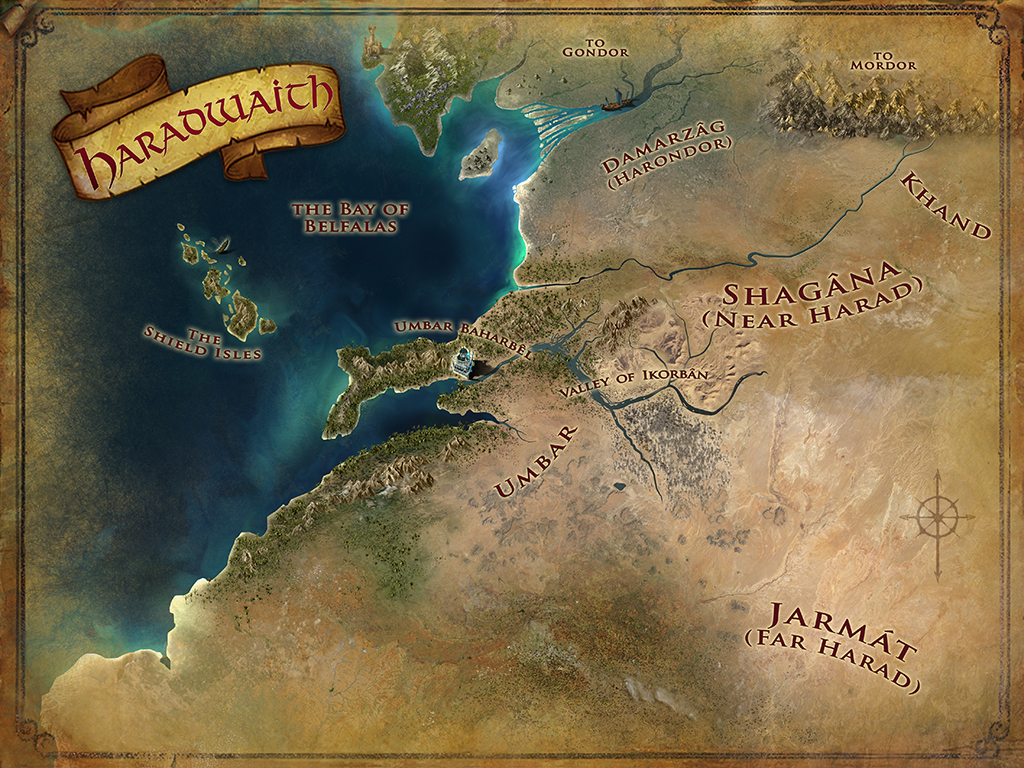 Haradwaith
to
Gondor
to
Mordor
Damarzâg
(Harondor)
Khand
the Bay of
Belfalas
Shagâna
(Near Harad)
The
Shield Isles
Umbar Baharbêl
Valley of Ikorbân
Umbar
Jarmát
(Far Harad)